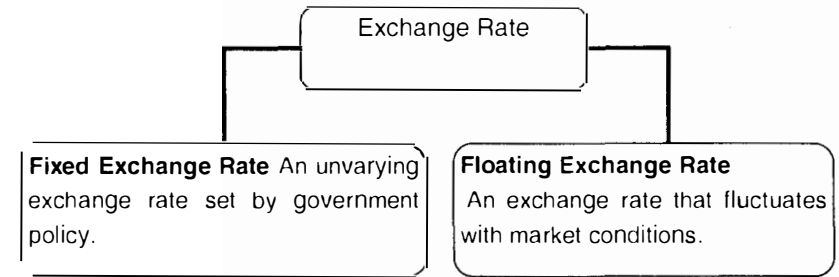 Exchange Rate
Fixed Exchange Rate An unvarying
exchange rate set by government
policy.
Floating Exchange Rate
An exchange rate that fluctuates
with market conditions.